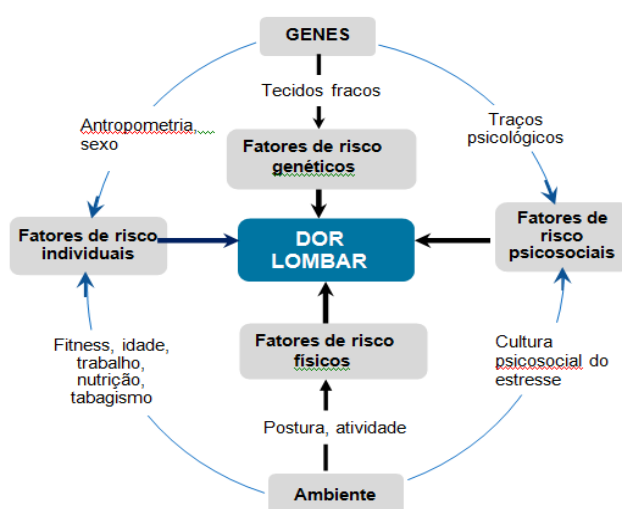 GENES
Tecidos fracos
Antropometria,
sexo
Traços
psicológicos
Fatores de risco
genéticos
Fatores de risco
individuais
DOR
LOMBAR
Fatores de
risco
psicosociais
Fitness, idade,
trabalho,
nutrição,
tabagismo
Fatores de risco
físicos
Cultura
psicosocial do
estresse
Postura, atividade
Ambiente